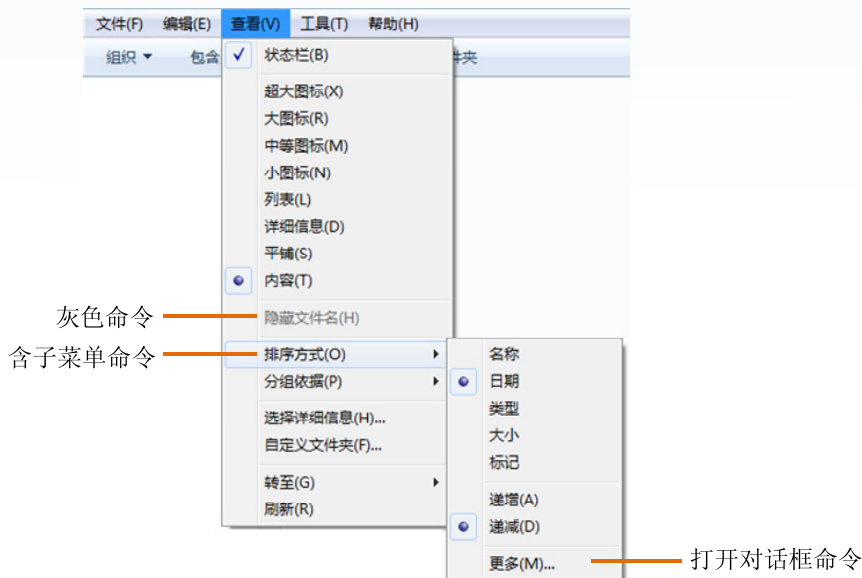 文件(F) 编辑(E) 查看(V) 工具(T) 帮助(H)
组织 包含 件夹
状态栏(B)
超大图标(X)
大图标(R)
中等图标(M)
小图标(N)
列表(L)
详细信息(D)
平铺(S)
内容(T)
灰色命令 隐藏文件名(H)
含子菜单命令 排序方式(O) 名称
分组依据(P) 日期
类型
选择详细信息(H)...
大小
自定义文件夹(F)...
标记
转至(G)
递增(A)
刷新(R)
递减(D)
更多(M)... 打开对话框命令